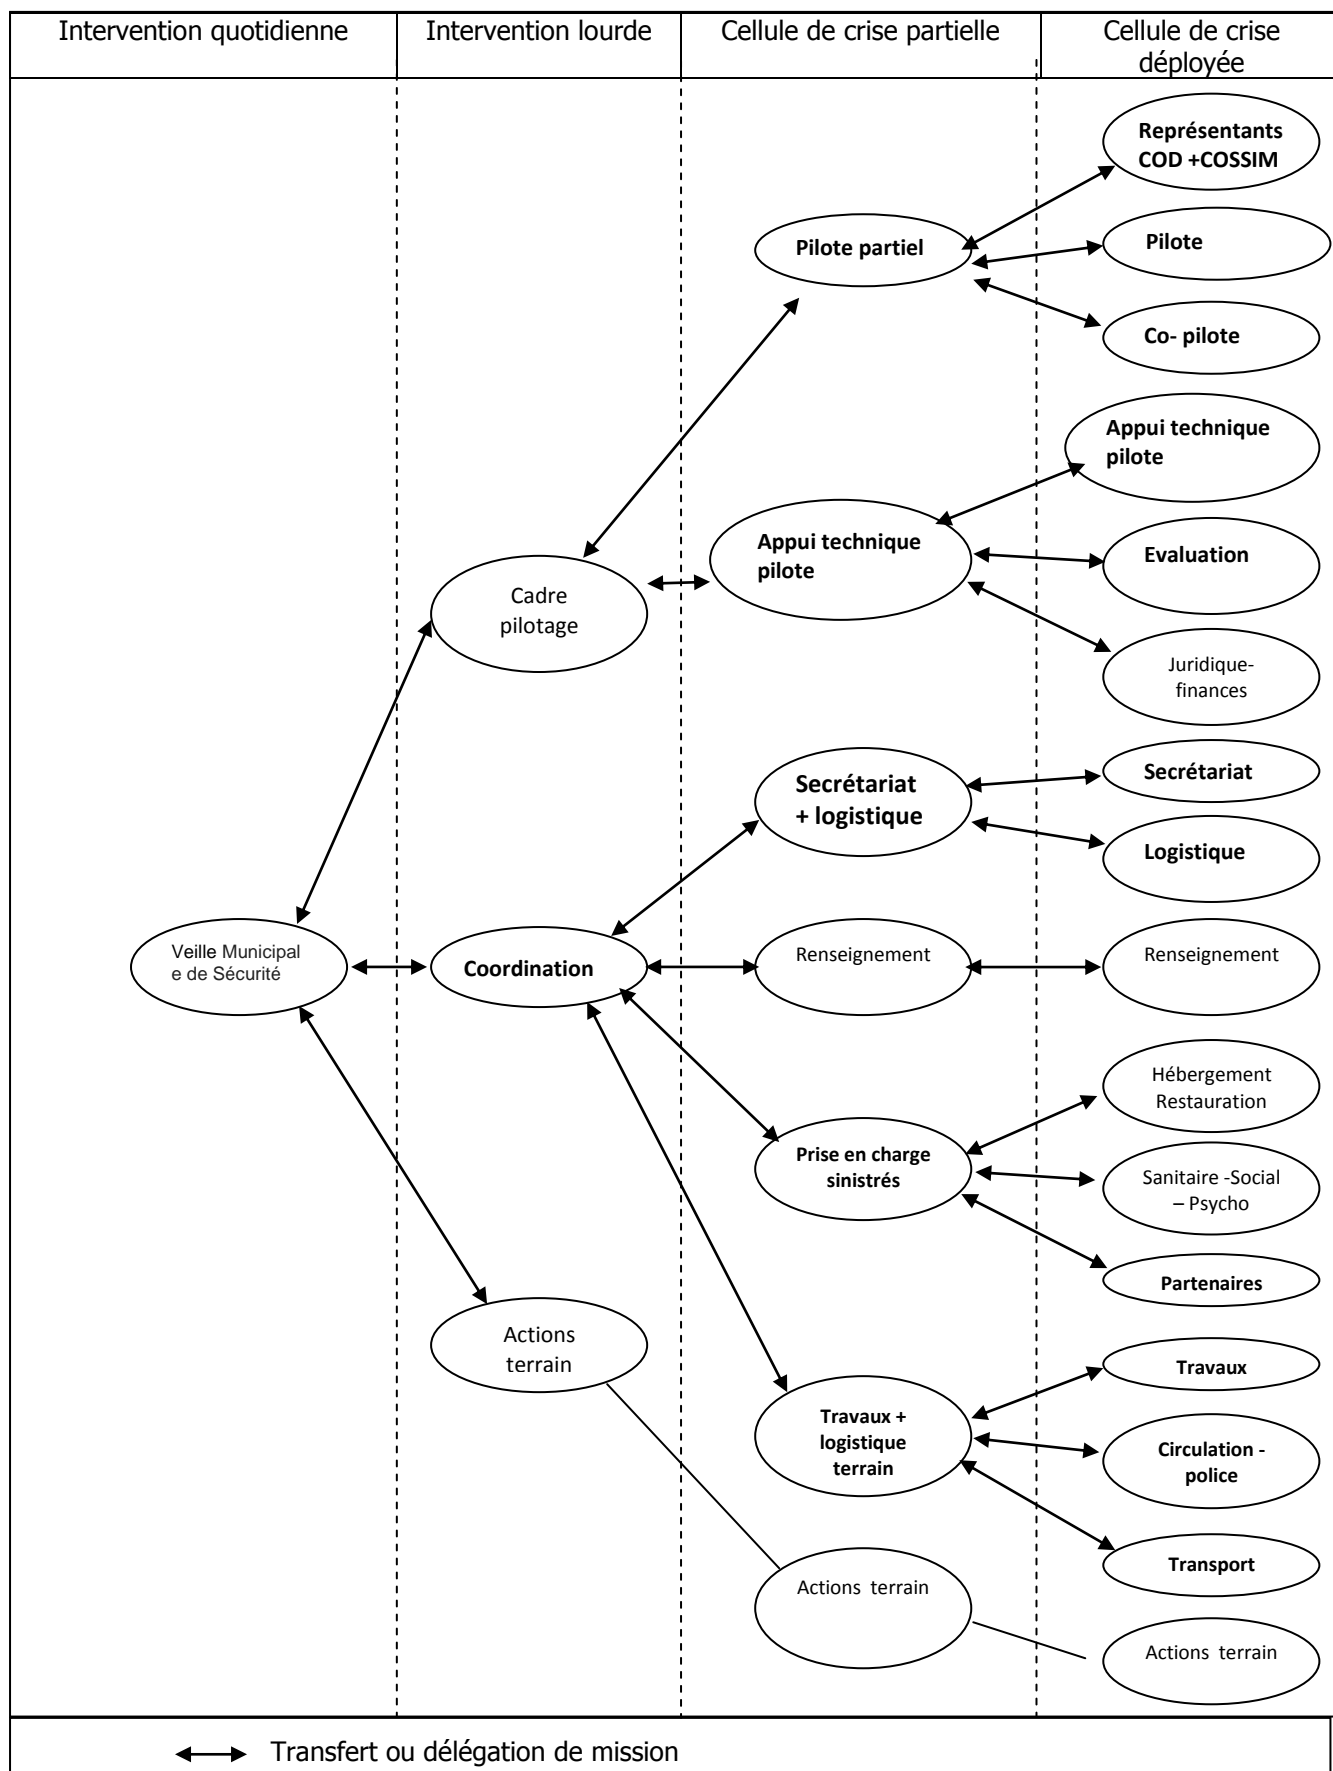 Intervention quotidienne
Intervention lourde
Cellule de crise partielle
Cellule de crise
déployée
Représentants
COD +COSSIM
Pilote partiel
Pilote
Co- pilote
Appui technique
pilote
Appui technique
pilote
Evaluation
Cadre
pilotage
Juridique-
finances
Secrétariat
+ logistique
Secrétariat
Logistique
Veille Municipal
e de Sécurité
Coordination
Renseignement
Renseignement
Hébergement
Restauration
Prise en charge
sinistrés
Sanitaire -Social
– Psycho
Partenaires
Actions
terrain
Travaux
Travaux +
logistique
terrain
Circulation -
police
Transport
Actions terrain
Actions terrain
Transfert ou délégation de mission